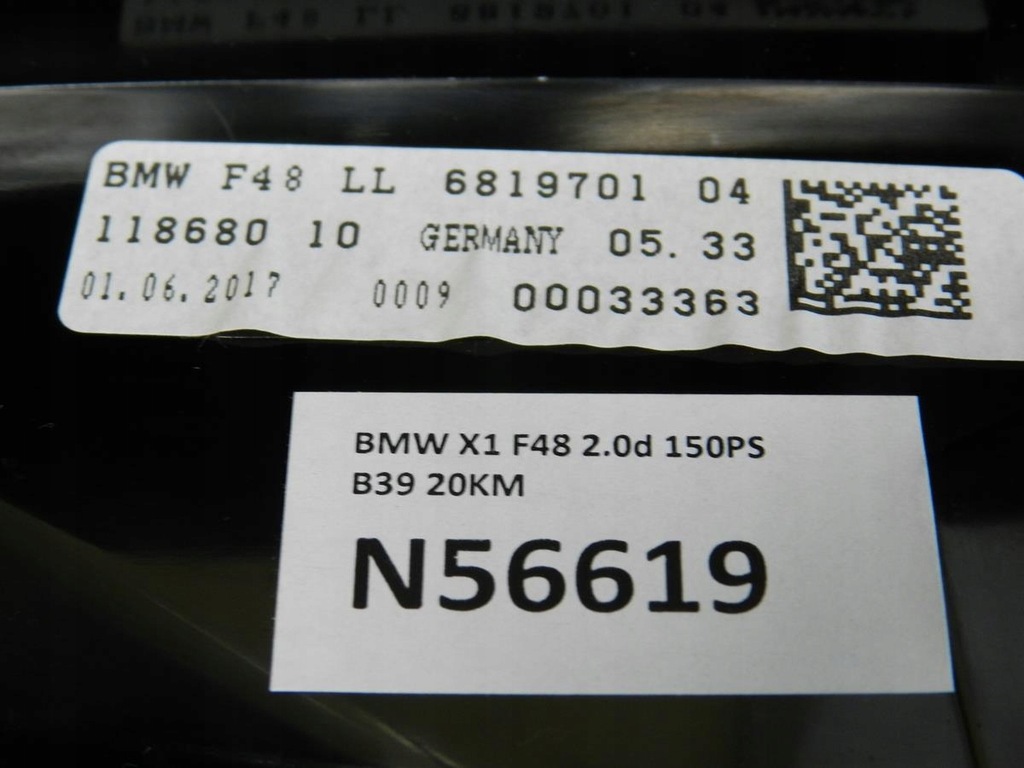 BMW F48 LL 6819701 04
118680 10 GERMANY 05.33
01.06.2017 0009 00033363
BMW X1 F48 2.0d 150PS
B39 20KM
N56619